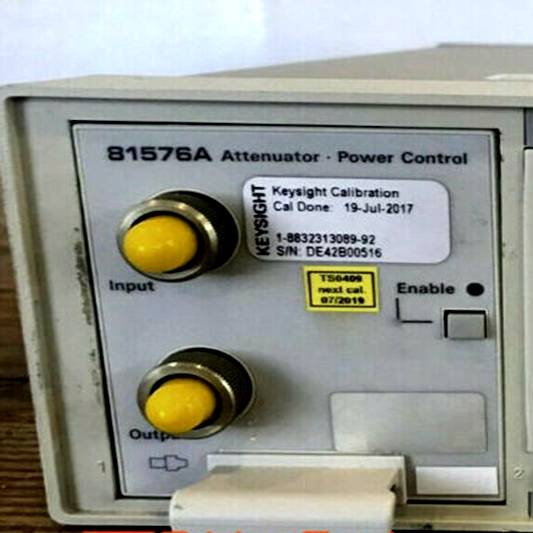 81576A Attenuator · Power Control
KEYSIGHT
Keysight Calibration
Cal Done: 19-Jul-2017
1-8832313089-92
S/N: DE42B00516
TS0409
next cal.
07/2019
Input
Enable
1
2